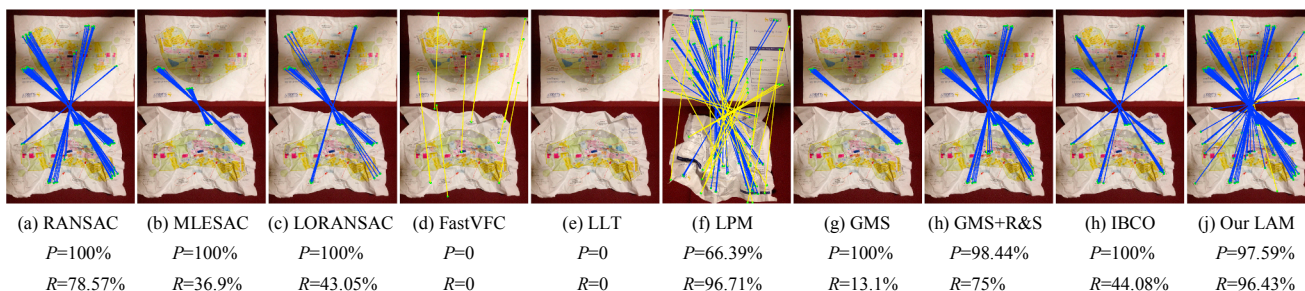 (a) RANSAC (b) MLESAC (c) LORANSAC (d) FastVFC (e) LLT (f) LPM (g) GMS (h) GMS+R&S (h) IBCO (j) Our LAM
P=100% P=100% P=100% P=0 P=0 P=66.39% P=100% P=98.44% P=100% P=97.59%
R=78.57% R=36.9% R=43.05% R=0 R=0 R=96.71% R=13.1% R=75% R=44.08% R=96.43%